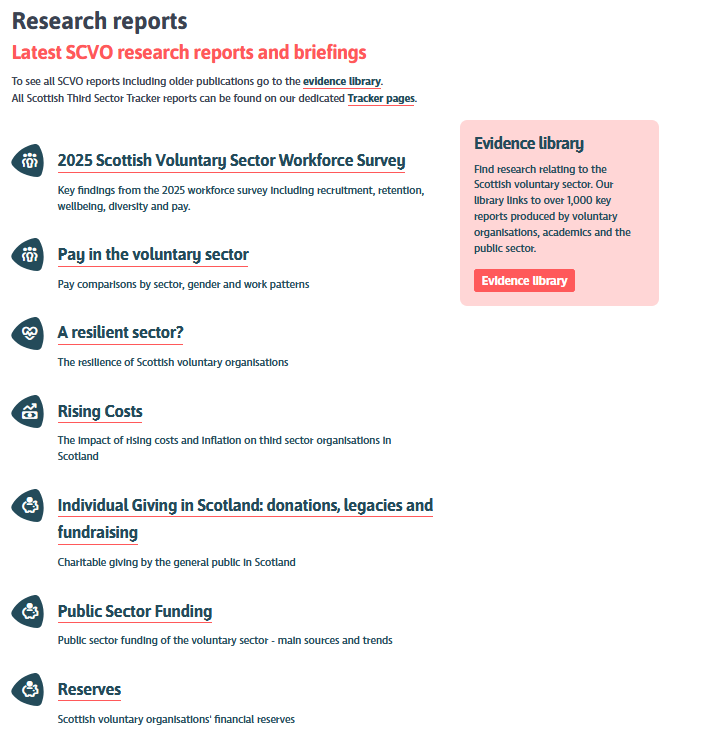 Research reports
Latest SCVO research reports and briefings
To see all SCVO reports including older publications go to the evidence library.
All Scottish Third Sector Tracker reports can be found on our dedicated Tracker pages.
2025 Scottish Voluntary Sector Workforce Survey
Key findings from the 2025 workforce survey including recruitment, retention,
wellbeing, diversity and pay.
Pay in the voluntary sector
Pay comparisons by sector, gender and work patterns
A resilient sector?
The resilience of Scottish voluntary organisations
Rising Costs
The impact of rising costs and inflation on third sector organisations in
Scotland
Individual Giving in Scotland: donations, legacies and
fundraising
Charitable giving by the general public in Scotland
Public Sector Funding
Public sector funding of the voluntary sector - main sources and trends
Reserves
Scottish voluntary organisations' financial reserves
Evidence library
Find research relating to the
Scottish voluntary sector. Our
library links to over 1,000 key
reports produced by voluntary
organisations, academics and the
public sector.
Evidence library